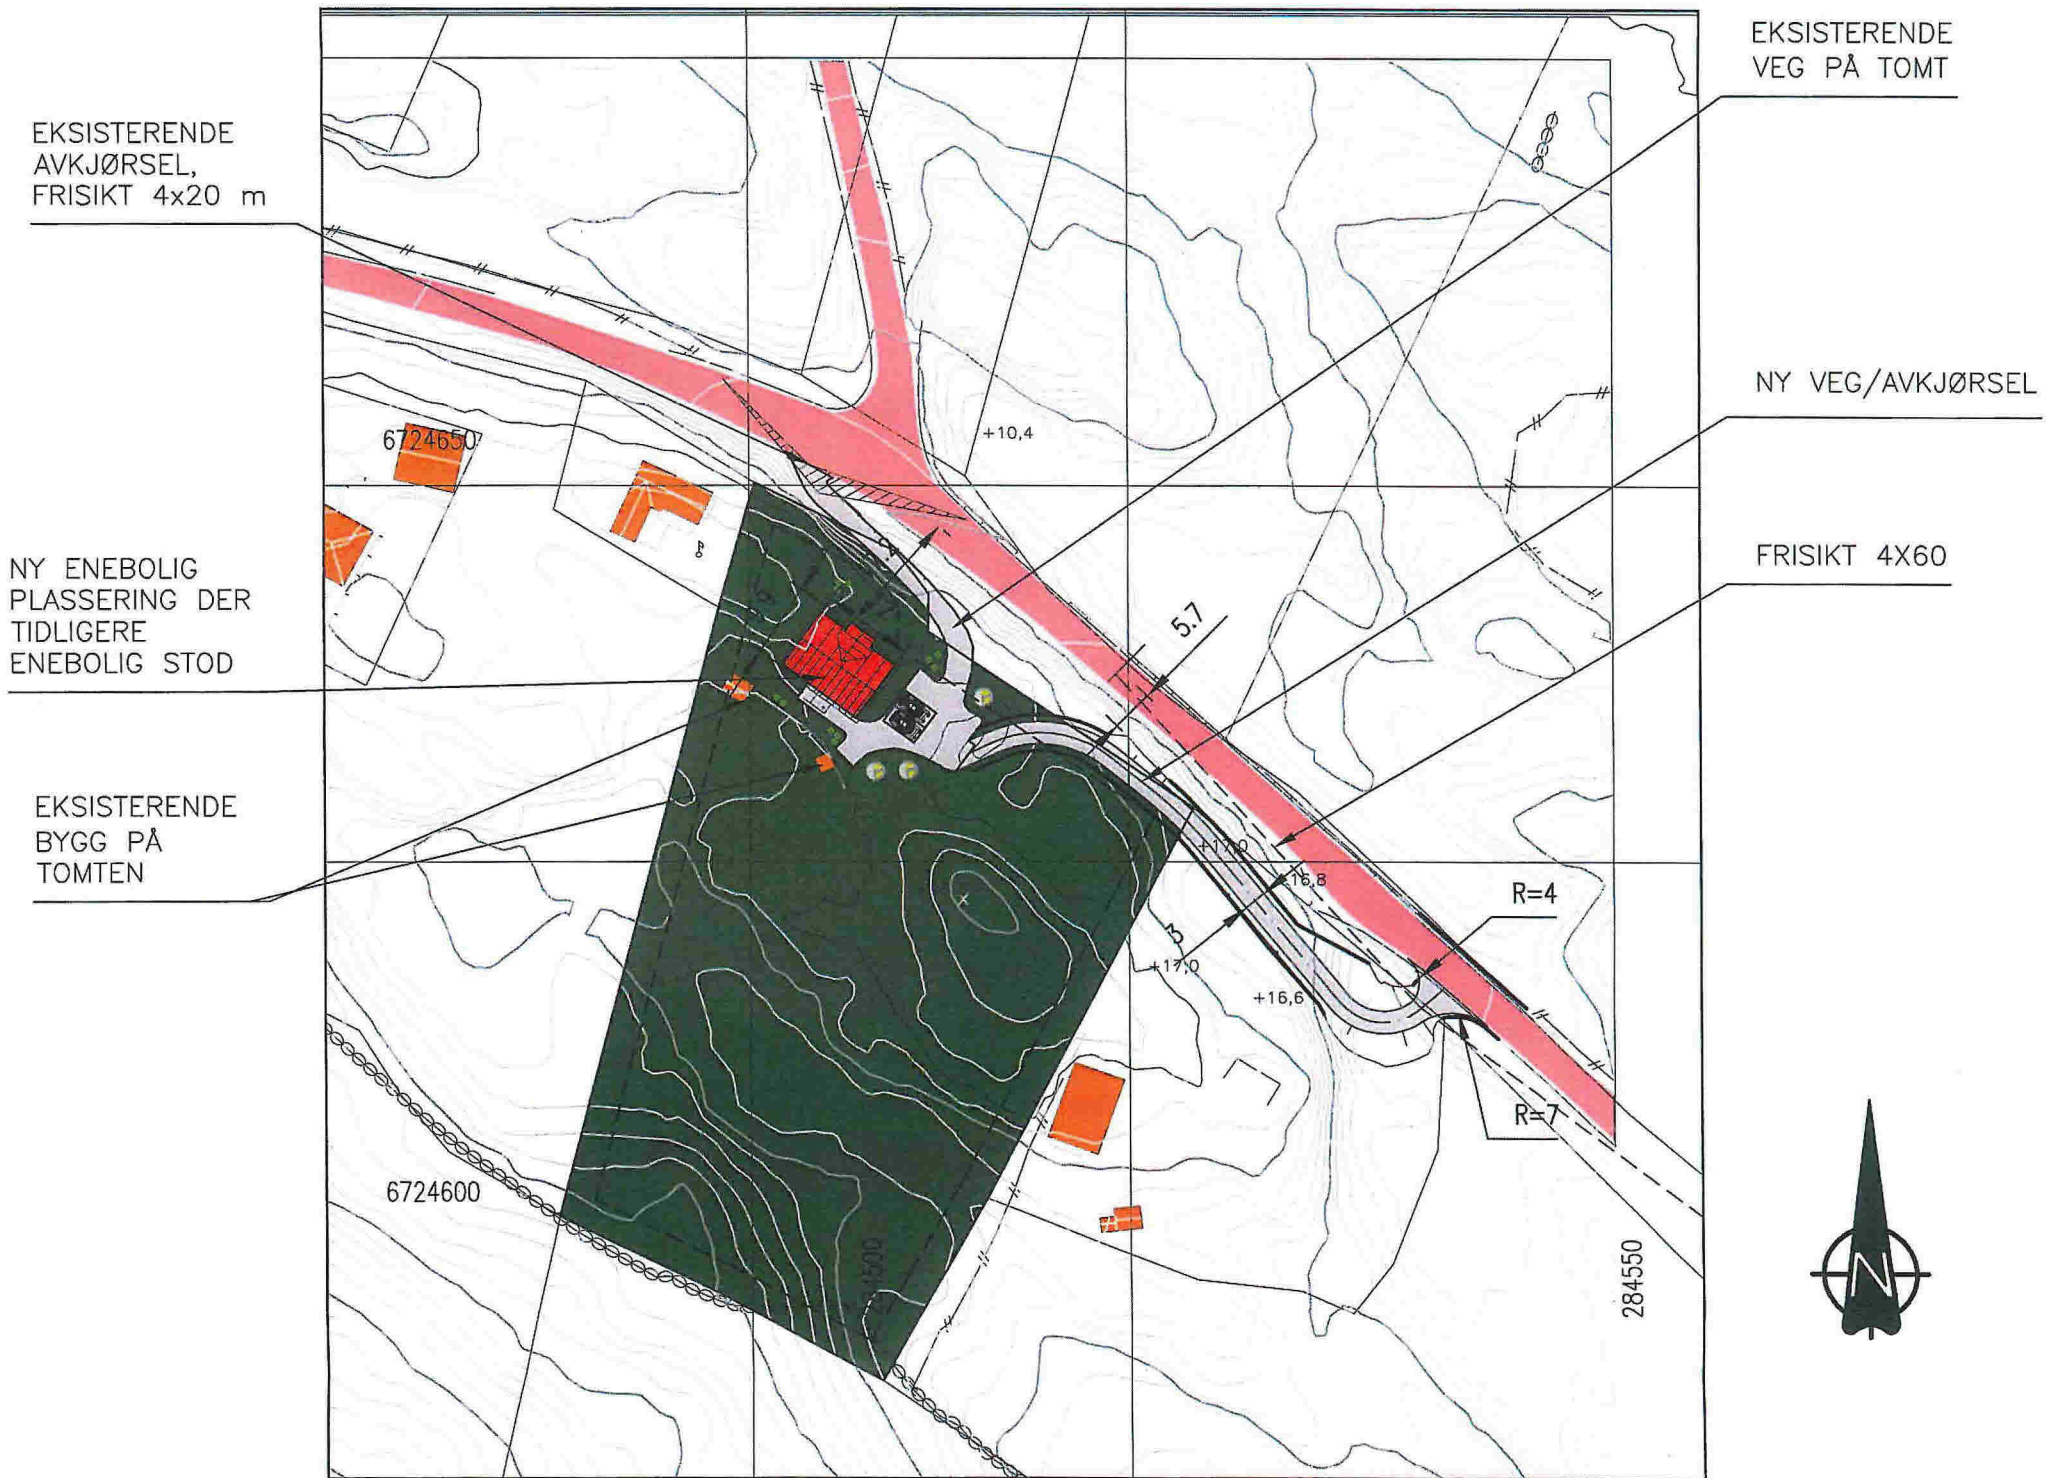 EKSISTERENDE
VEG PÅ TOMT
EKSISTERENDE
AVKJØRSEL,
FRISIKT 4x20 m
NY VEG/AVKJØRSEL
+10,4
6724650
FRISIKT 4X60
NY ENEBOLIG
PLASSERING DER
TIDLIGERE
ENEBOLIG STOD
5.7
EKSISTERENDE
BYGG PÅ
TOMTEN
+17,0
16,8
R=4
3
+17,0
+16,6
R=7
6724600
284500
284550
N